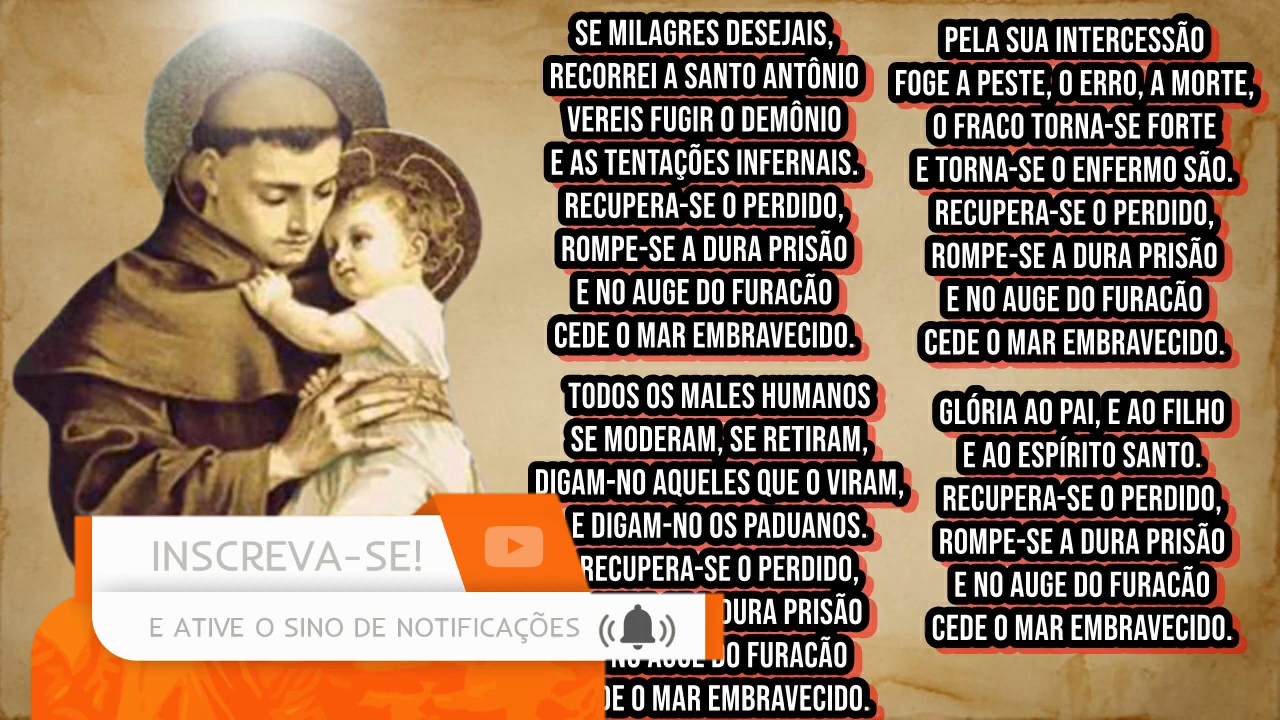 SE MILAGRES DESEJAIS,
RECORREI A SANTO ANTÔNIO
VEREIS FUGIR O DEMÔNIO
E AS TENTAÇÕES INFERNAIS.
RECUPERA-SE O PERDIDO,
ROMPE-SE A DURA PRISÃO
E NO AUGE DO FURACÃO
CEDE O MAR EMBRAVECIDO.
TODOS OS MALES HUMANOS
SE MODERAM, SE RETIRAM,
DIGAM-NO AQUELES QUE O VIRAM,
E DIGAM-NO OS PADUANOS.
RECUPERA-SE O PERDIDO,
DURA PRISÃO
NO AUGE DO FURACÃO
O MAR EMBRAVECIDO.
PELA SUA INTERCESSÃO
FOGE A PESTE, O ERRO, A MORTE,
O FRACO TORNA-SE FORTE
E TORNA-SE O ENFERMO SÃO.
RECUPERA-SE O PERDIDO,
ROMPE-SE A DURA PRISÃO
E NO AUGE DO FURACÃO
CEDE O MAR EMBRAVECIDO.
GLÓRIA AO PAI, E AO FILHO
E AO ESPÍRITO SANTO.
RECUPERA-SE O PERDIDO,
ROMPE-SE A DURA PRISÃO
E NO AUGE DO FURACÃO
CEDE O MAR EMBRAVECIDO.
INSCREVA-SE!
E ATIVE O SINO DE NOTIFICAÇÕES